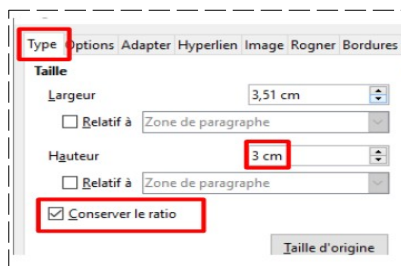 Type Options Adapter Hyperlien Image Rogner Bordures
Taille
Largeur 3,51 cm
Relatif à Zone de paragraphe
Hauteur 3 cm
Relatif à Zone de paragraphe
Conserver le ratio
Taille d'origine